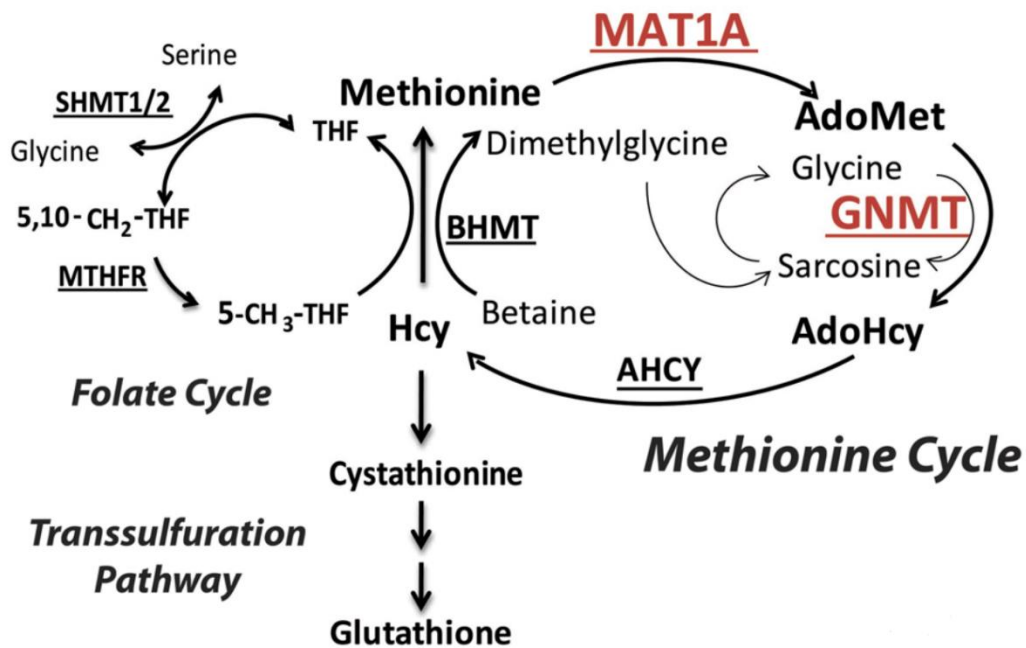 MAT1A
Serine
SHMT1/2
Methionine
AdoMet
THF
Dimethylglycine
Glycine
Glycine
GNMT
5,10-CH2-THF
BHMT
MTHFR
Sarcosine
5-CH3-THF
Hcy
Betaine
AdoHcy
AHCY
Folate Cycle
Methionine Cycle
Cystathionine
Transsulfuration
Pathway
Glutathione